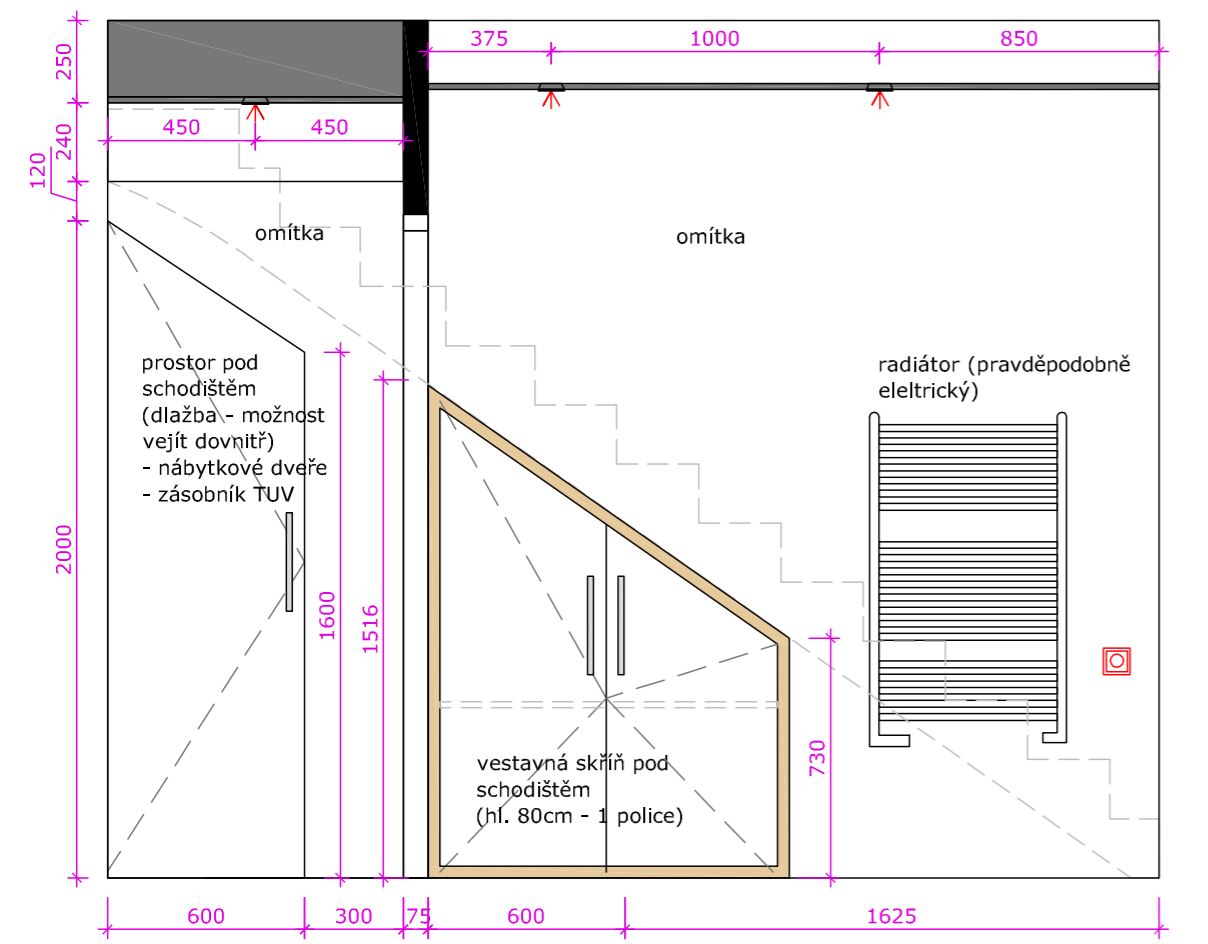 375
1000
850
250
240
120
450
450
omítka
omítka
prostor pod
schodištěm
(dlažba - možnost
vejít dovnitř)
- nábytkové dveře
- zásobník TUV
radiátor (pravděpodobně
eleltrický)
2000
1600
1516
730
vestavná skříň pod
schodištěm
(hl. 80cm - 1 police)
600
300
75
600
1625